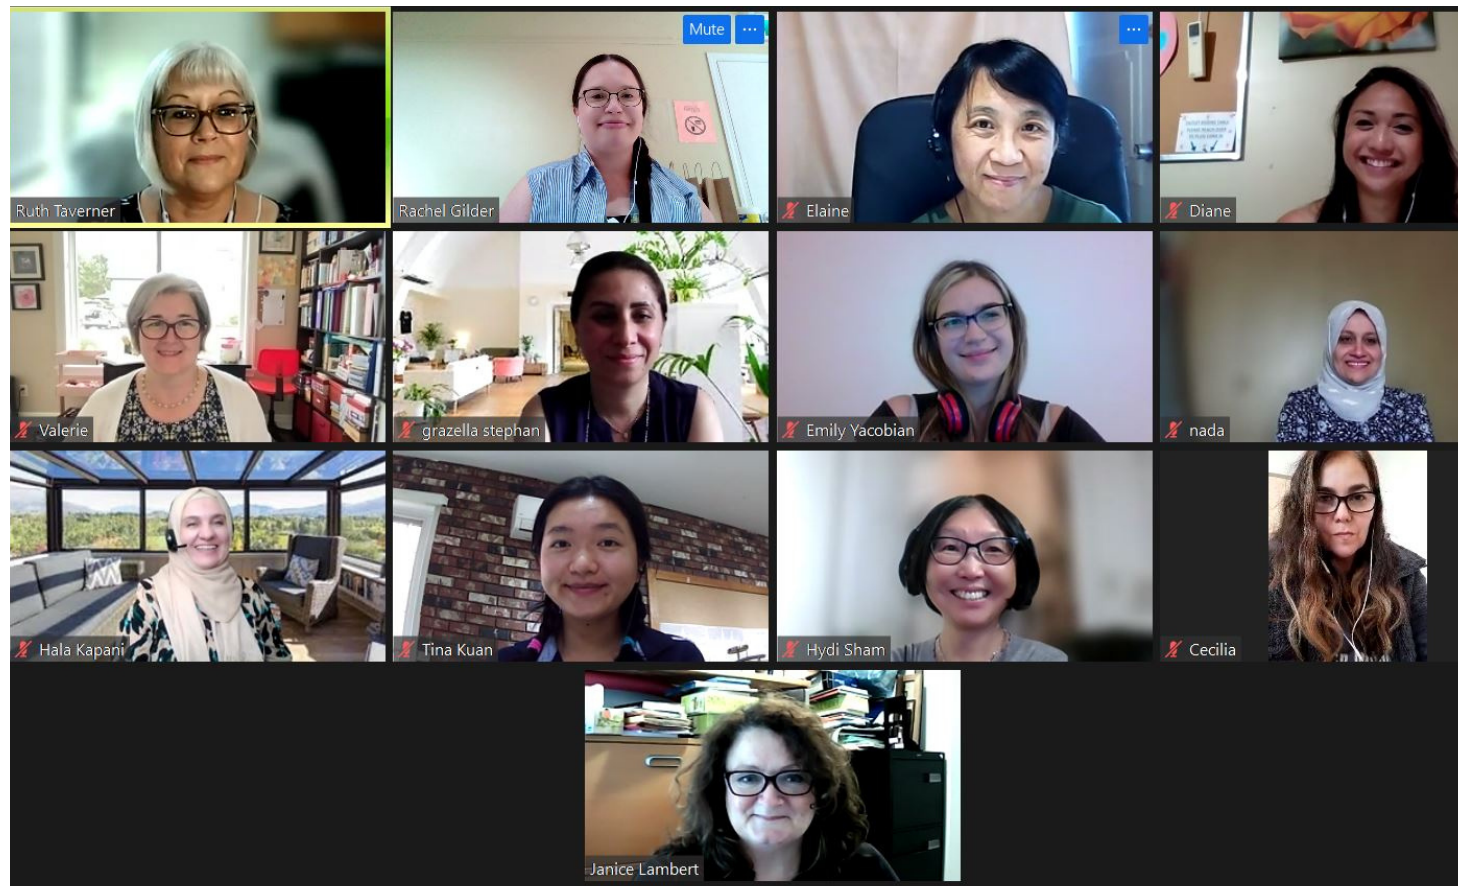 Mute ...
...
Ruth Taverner
Rachel Gilder
Elaine
Diane
Valerie
grazella stephan
Emily Yacobian
nada
Hala Kapani
Tina Kuan
Hydi Sham
Cecilia
Janice Lambert